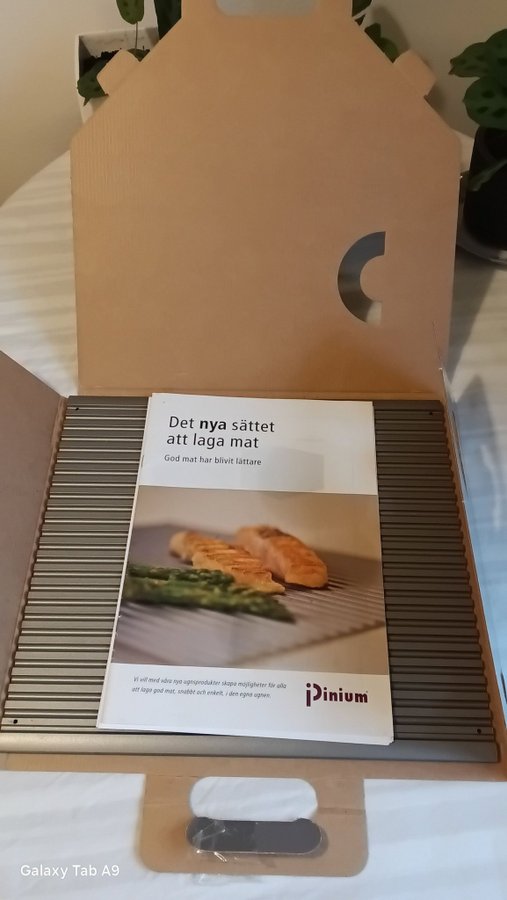 Det nya sättet
att laga mat
God mat har blivit lättare
Vi vill med våra nya ugnsprodukter skapa möjligheter för alla
att laga god mat, snabbt och enkelt, i den egna ugnen.
Pinium
Galaxy Tab A9